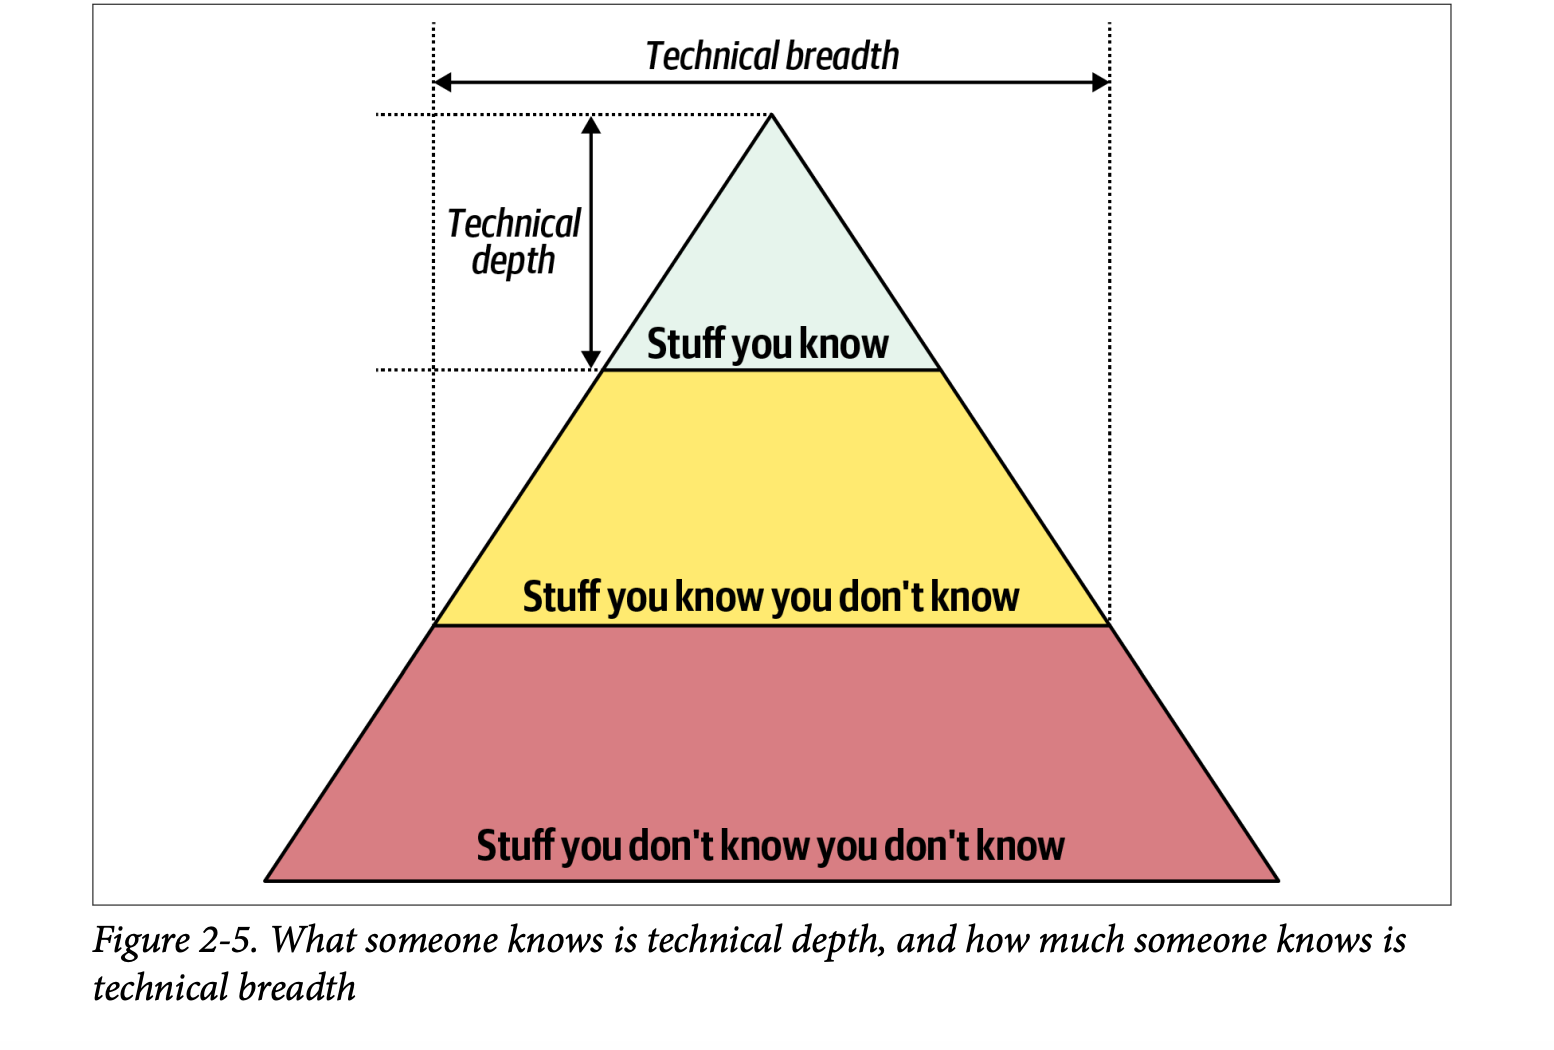 Technical breadth
Technical
depth
Stuff you know
Stuff you know you don't know
Stuff you don't know you don't know
Figure 2-5. What someone knows is technical depth, and how much someone knows is
technical breadth